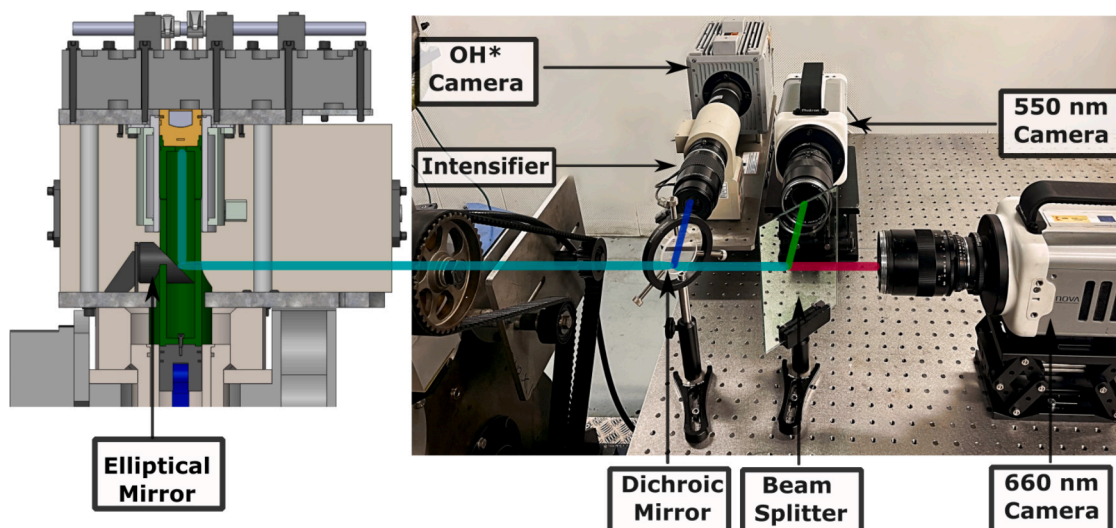 OH*
Camera
550 nm
Camera
Intensifier
Elliptical
Mirror
Dichroic
Mirror
Beam
Splitter
660 nm
Camera